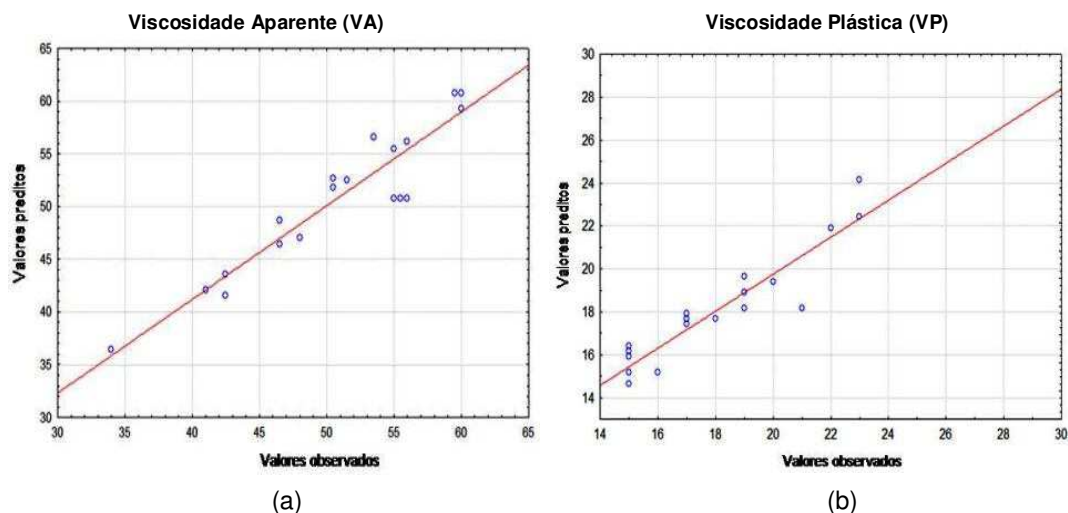 Viscosidade Aparente (VA)
65
60
55
50
45
40
35
30
Valores preditos
30 35 40 45 50 55 60 65
Valores observados
(a)
Viscosidade Plástica (VP)
30
28
26
24
22
20
18
16
14
Valores preditos
14 16 18 20 22 24 26 28 30
Valores observados
(b)